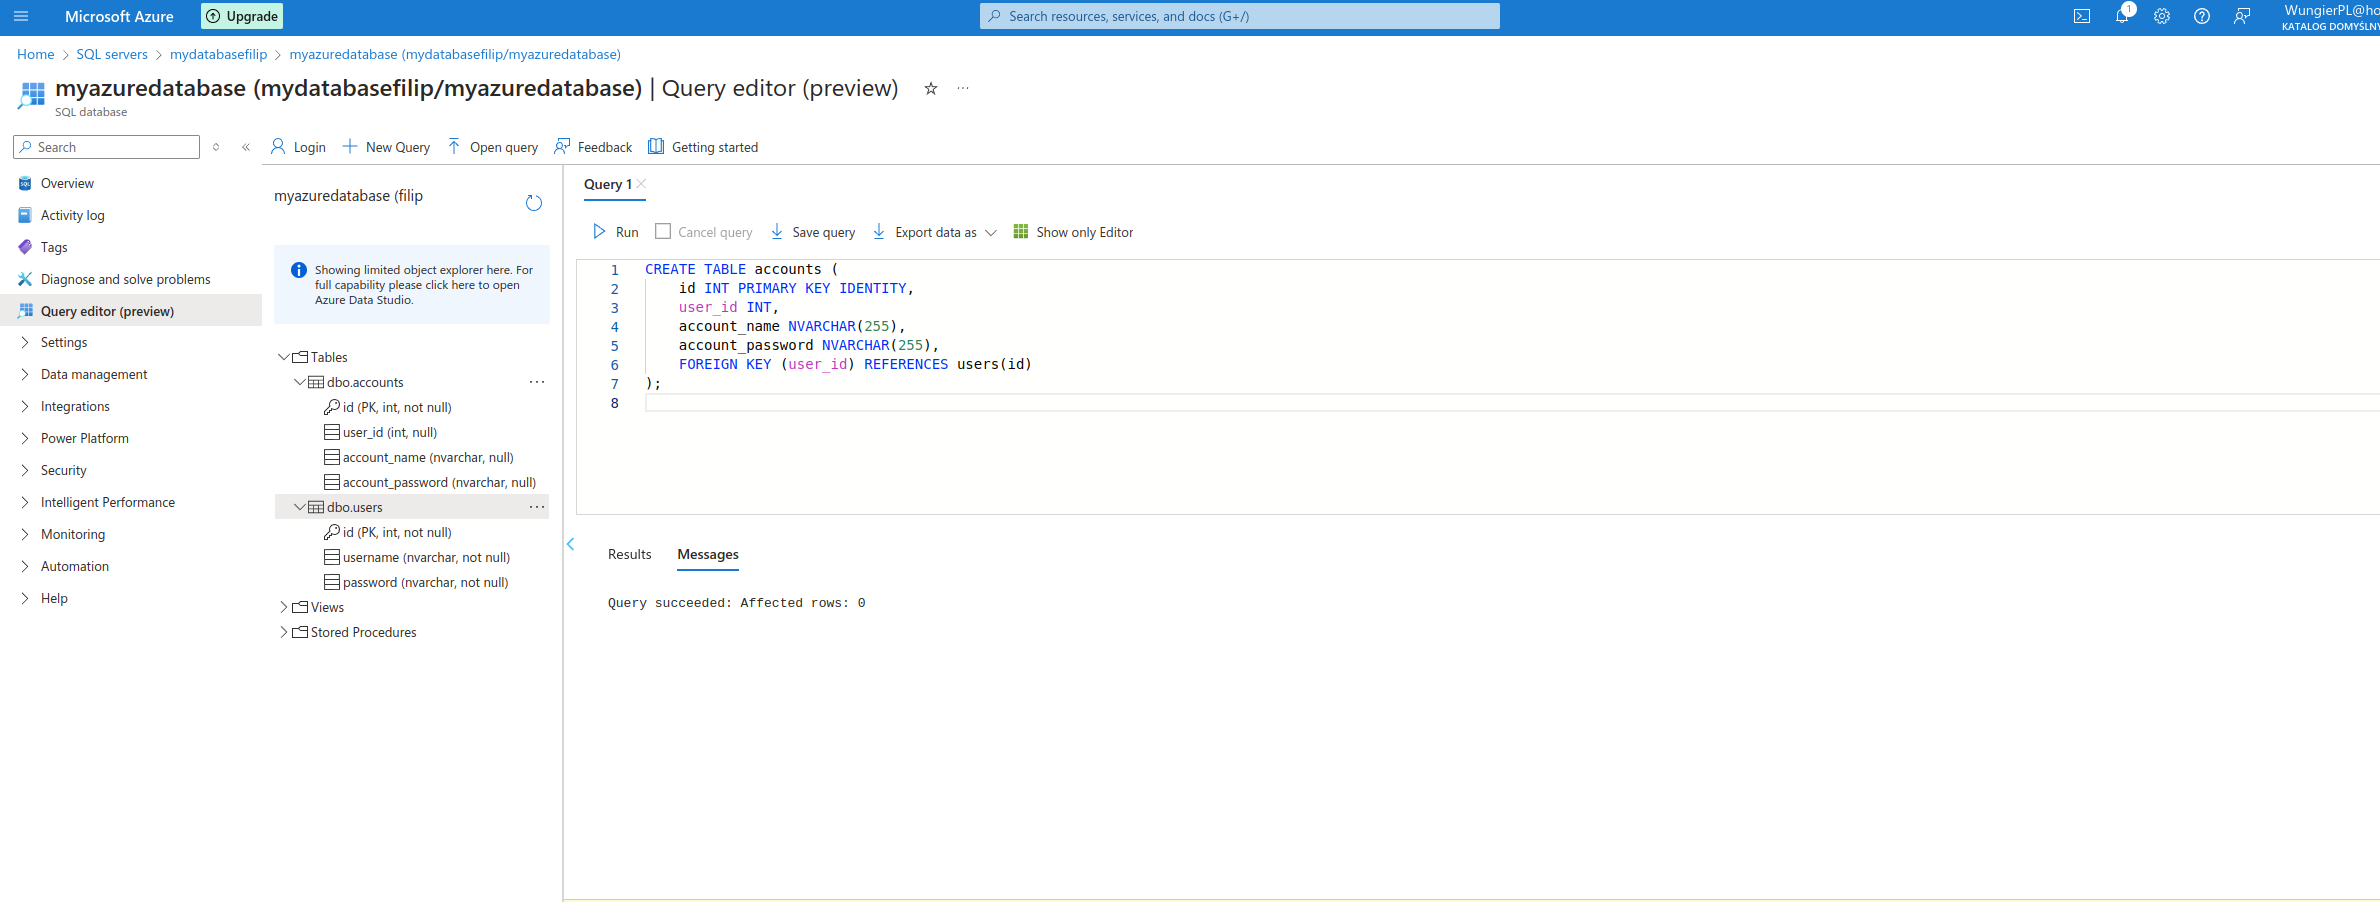 Microsoft Azure
Upgrade
Search resources, services, and docs (G+/)
1
WungierPL@ho
KATALOG DOMYŚLNY
Home > SQL servers > mydatabasefilip > myazuredatabase (mydatabasefilip/myazuredatabase)
myazuredatabase (mydatabasefilip/myazuredatabase) | Query editor (preview)
SQL database
Search
Overview
Activity log
Tags
Diagnose and solve problems
Query editor (preview)
Settings
Data management
Integrations
Power Platform
Security
Intelligent Performance
Monitoring
Automation
Help
Login
New Query
Open query
Feedback
Getting started
myazuredatabase (filip
Showing limited object explorer here. For
full capability please click here to open
Azure Data Studio.
Tables
dbo.accounts
id (PK, int, not null)
user_id (int, null)
account_name (nvarchar, null)
account_password (nvarchar, null)
dbo.users
id (PK, int, not null)
username (nvarchar, not null)
password (nvarchar, not null)
Views
Stored Procedures
Query 1
Run
Cancel query
Save query
Export data as
Show only Editor
1 CREATE TABLE accounts (
2 id INT PRIMARY KEY IDENTITY,
3 user_id INT,
4 account_name NVARCHAR(255),
5 account_password NVARCHAR(255),
6 FOREIGN KEY (user_id) REFERENCES users(id)
7 );
8
Results
Messages
Query succeeded: Affected rows: 0